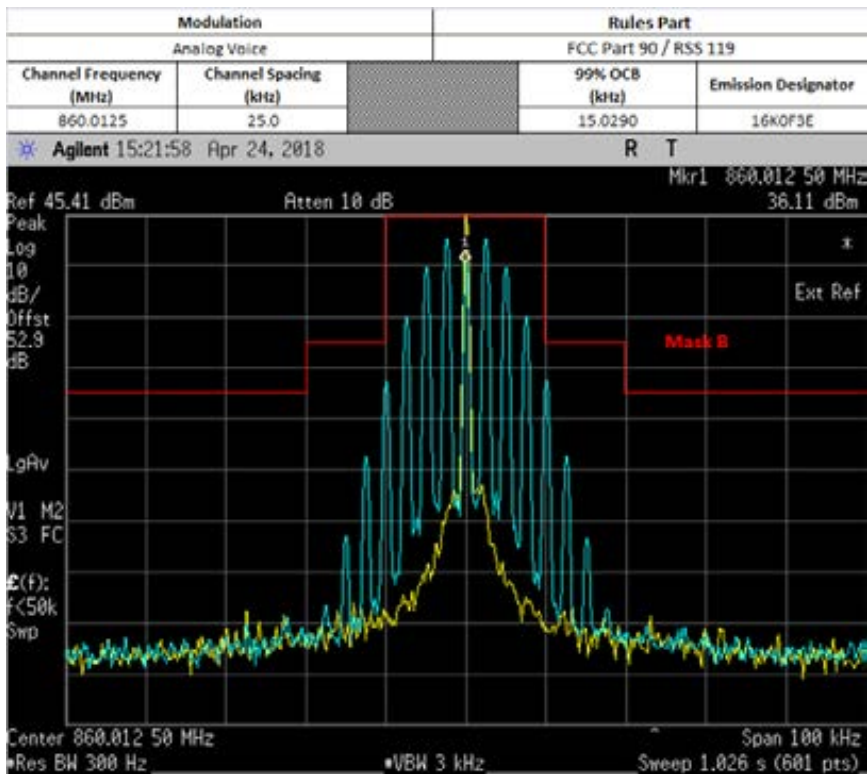 Modulation Rules Part
Analog Voice FCC Part 90 / RSS 119
Channel Frequency (MHz) Channel Spacing (kHz) 99% OCB (kHz) Emission Designator
860.0125 25.0 15.0290 16K0F3E
Agilent 15:21:58 Apr 24, 2018 R T
Mkr1 860.012 50 MHz
Ref 45.41 dBm Atten 10 dB 36.11 dBm
Peak
Log
10
dB/
Offst
52.9
dB
LgAv
V1 M2
S3 FC
£(f):
f<50k
Swp
1
*
Ext Ref
Mask B
Center 860.012 50 MHz Span 100 kHz
*Res BW 300 Hz *VBW 3 kHz Sweep 1.026 s (601 pts)